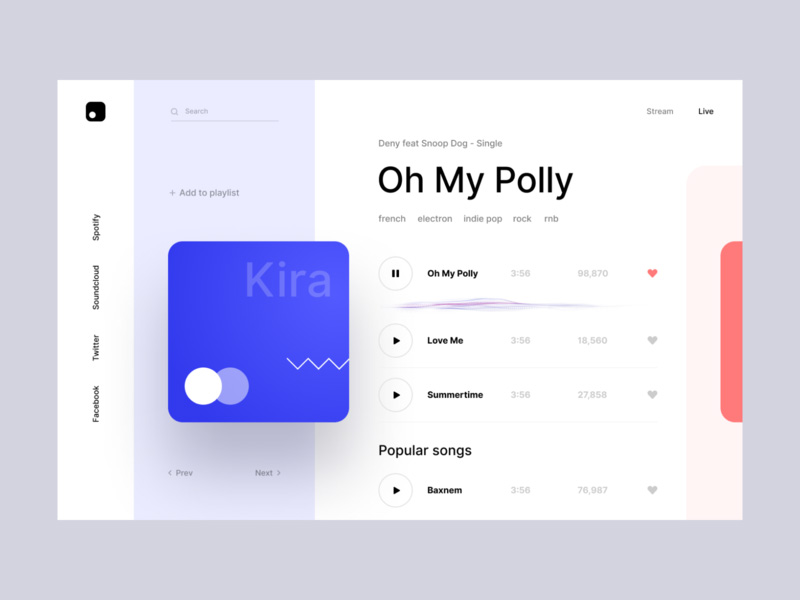 Search
Stream
Live
Deny feat Snoop Dog - Single
Oh My Polly
+ Add to playlist
french electron indie pop rock rnb
Spotify
Soundcloud
Twitter
Facebook
Kira
Oh My Polly 3:56 98,870
Love Me 3:56 18,560
Summertime 3:56 27,858
Popular songs
< Prev
Next >
Baxnem 3:56 76,987